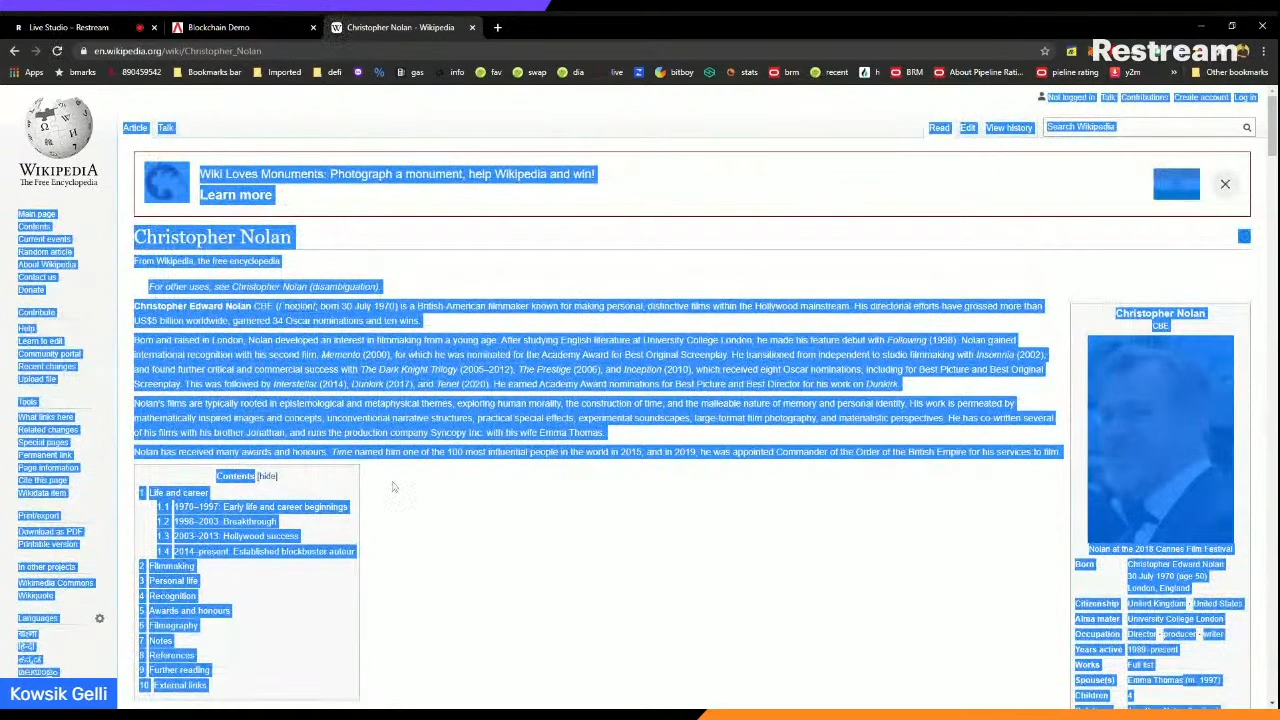 Live Studio – Restream
Blockchain Demo
Christopher Nolan - Wikipedia
en.wikipedia.org/wiki/Christopher_Nolan
Restream
Apps
bmarks
890459542
Bookmarks bar
Imported
defi
%
gas
info
fav
swap
dia
live
bitboy
stats
brm
recent
h
BRM
About Pipeline Rati...
pieline rating
y2m
»
Other bookmarks
Not logged in Talk Contributions Create account Log in
Article Talk
Read Edit View history
Search Wikipedia
WIKIPEDIA
The Free Encyclopedia
Wiki Loves Monuments: Photograph a monument, help Wikipedia and win!
Learn more
Main page
Contents
Current events
Random article
About Wikipedia
Contact us
Donate
Contribute
Help
Learn to edit
Community portal
Recent changes
Upload file
Tools
What links here
Related changes
Special pages
Permanent link
Page information
Cite this page
Wikidata item
Print/export
Download as PDF
Printable version
In other projects
Wikimedia Commons
Wikiquote
Languages
বাংলা
हिन्दी
ಕನ್ನಡ
മലയാളം
Kowsik Gelli
Christopher Nolan
From Wikipedia, the free encyclopedia
For other uses, see Christopher Nolan (disambiguation).
Christopher Edward Nolan CBE (/ˈnoʊlən/; born 30 July 1970) is a British-American filmmaker known for making personal, distinctive films within the Hollywood mainstream. His directorial efforts have grossed more than
US$5 billion worldwide, garnered 34 Oscar nominations and ten wins.
Born and raised in London, Nolan developed an interest in filmmaking from a young age. After studying English literature at University College London, he made his feature debut with Following (1998). Nolan gained
international recognition with his second film, Memento (2000), for which he was nominated for the Academy Award for Best Original Screenplay. He transitioned from independent to studio filmmaking with Insomnia (2002),
and found further critical and commercial success with The Dark Knight Trilogy (2005–2012), The Prestige (2006), and Inception (2010), which received eight Oscar nominations, including for Best Picture and Best Original
Screenplay. This was followed by Interstellar (2014), Dunkirk (2017), and Tenet (2020). He earned Academy Award nominations for Best Picture and Best Director for his work on Dunkirk.
Nolan's films are typically rooted in epistemological and metaphysical themes, exploring human morality, the construction of time, and the malleable nature of memory and personal identity. His work is permeated by
mathematically inspired images and concepts, unconventional narrative structures, practical special effects, experimental soundscapes, large-format film photography, and materialistic perspectives. He has co-written several
of his films with his brother Jonathan, and runs the production company Syncopy Inc. with his wife Emma Thomas.
Nolan has received many awards and honours. Time named him one of the 100 most influential people in the world in 2015, and in 2019, he was appointed Commander of the Order of the British Empire for his services to film.
Contents [hide]
1 Life and career
1.1 1970–1997: Early life and career beginnings
1.2 1998–2003: Breakthrough
1.3 2003–2013: Hollywood success
1.4 2014–present: Established blockbuster auteur
2 Filmmaking
3 Personal life
4 Recognition
5 Awards and honours
6 Filmography
7 Notes
8 References
9 Further reading
10 External links
Christopher Nolan
CBE
Nolan at the 2018 Cannes Film Festival
Born Christopher Edward Nolan
30 July 1970 (age 50)
London, England
Citizenship United Kingdom · United States
Alma mater University College London
Occupation Director · producer · writer
Years active 1989–present
Works Full list
Spouse(s) Emma Thomas (m. 1997)
Children 4